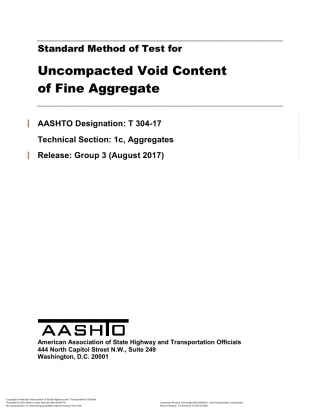 Standard Method of Test for
Uncompacted Void Content
of Fine Aggregate
AASHTO Designation: T 304-17
Technical Section: 1c, Aggregates
Release: Group 3 (August 2017)
AASHTO
American Association of State Highway and Transportation Officials
444 North Capitol Street N.W., Suite 249
Washington, D.C. 20001